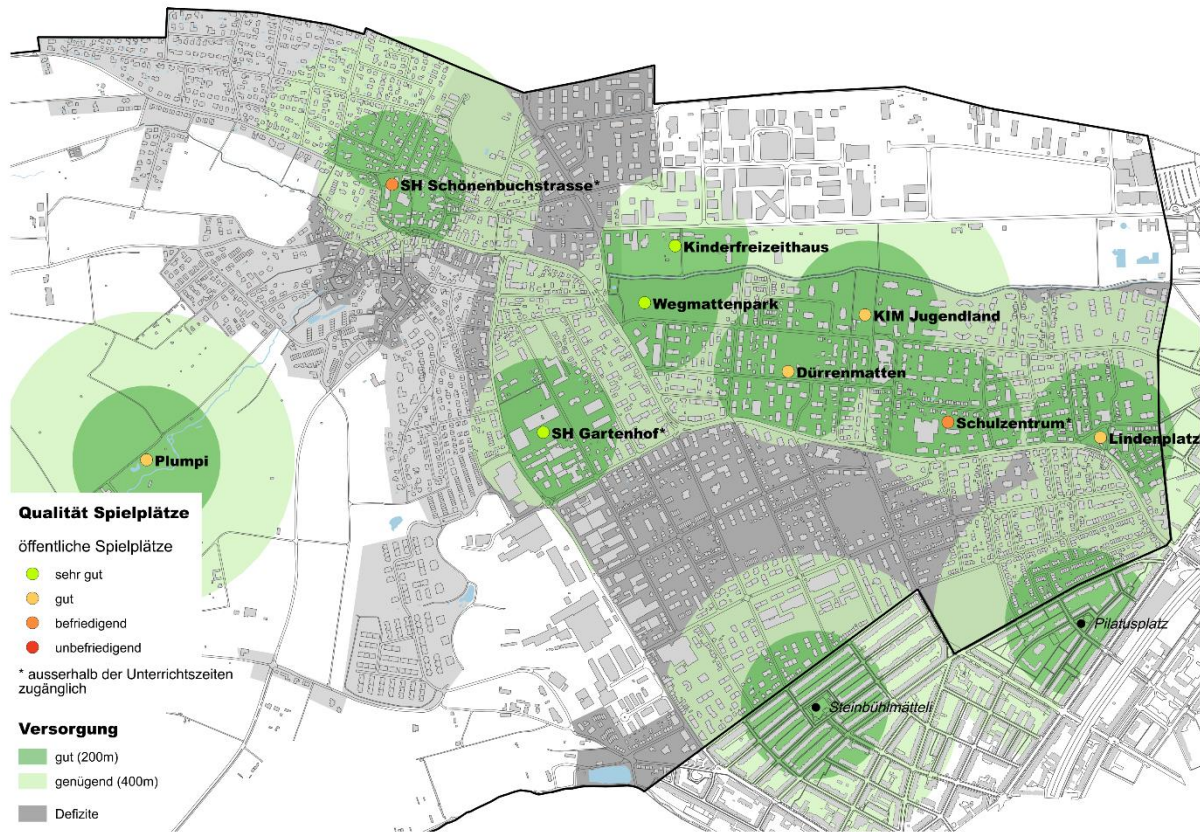 SH Schönenbuchstrasse*
Kinderfreizeithaus
Wegmattenpark
KIM Jugendland
Dürrenmatten
Schulzentrum*
SH Gartenhof*
Lindenplatz
Plumpi
Pilatusplatz
Steinbühlmätteli
Qualität Spielplätze
öffentliche Spielplätze
sehr gut
gut
befriedigend
unbefriedigend
* ausserhalb der Unterrichtszeiten
zugänglich
Versorgung
gut (200m)
genügend (400m)
Defizite